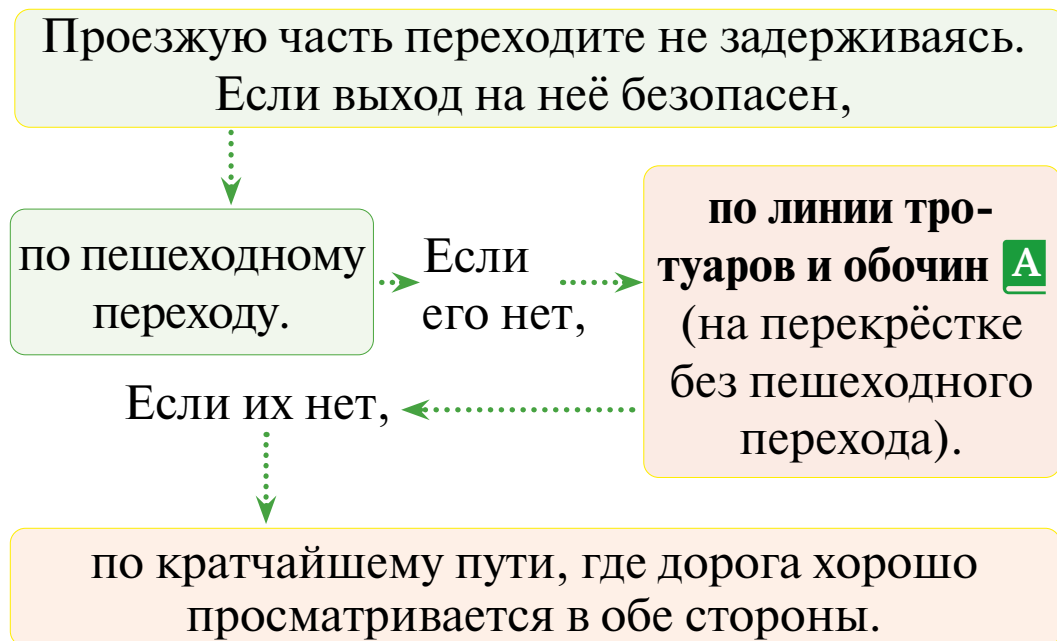 Проезжую часть переходите не задерживаясь.
Если выход на неё безопасен,
по пешеходному
переходу.
Если
его нет,
по линии тро-
туаров и обочин A
(на перекрёстке
без пешеходного
перехода).
Если их нет,
по кратчайшему пути, где дорога хорошо
просматривается в обе стороны.